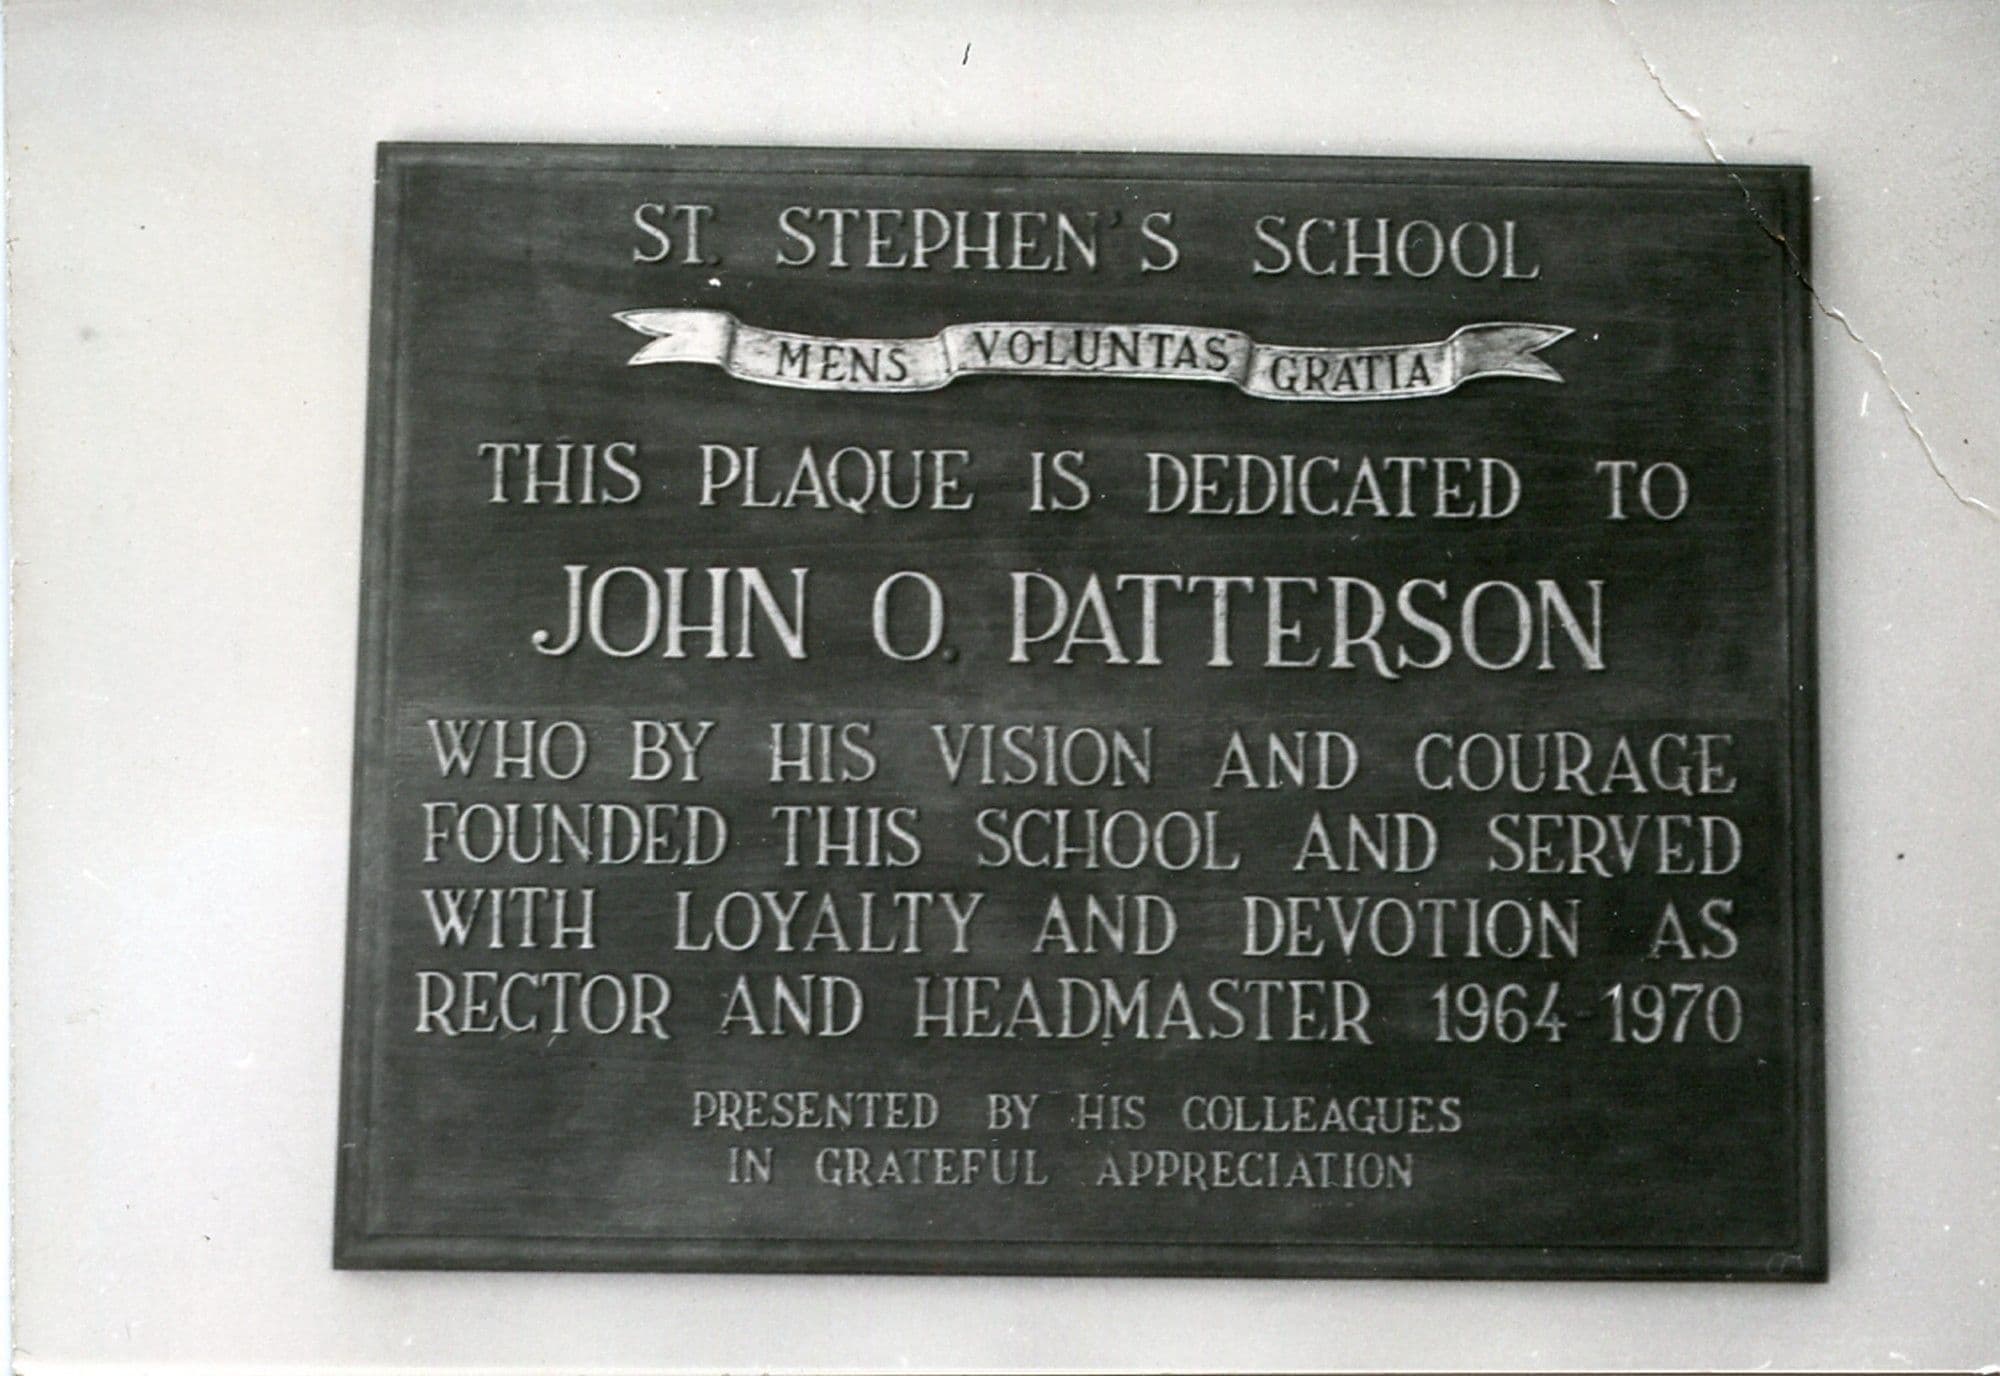 ST. STEPHEN'S SCHOOL
MENS VOLUNTAS GRATIA
THIS PLAQUE IS DEDICATED TO
JOHN O. PATTERSON
WHO BY HIS VISION AND COURAGE
FOUNDED THIS SCHOOL AND SERVED
WITH LOYALTY AND DEVOTION AS
RECTOR AND HEADMASTER 1964-1970
PRESENTED BY HIS COLLEAGUES
IN GRATEFUL APPRECIATION